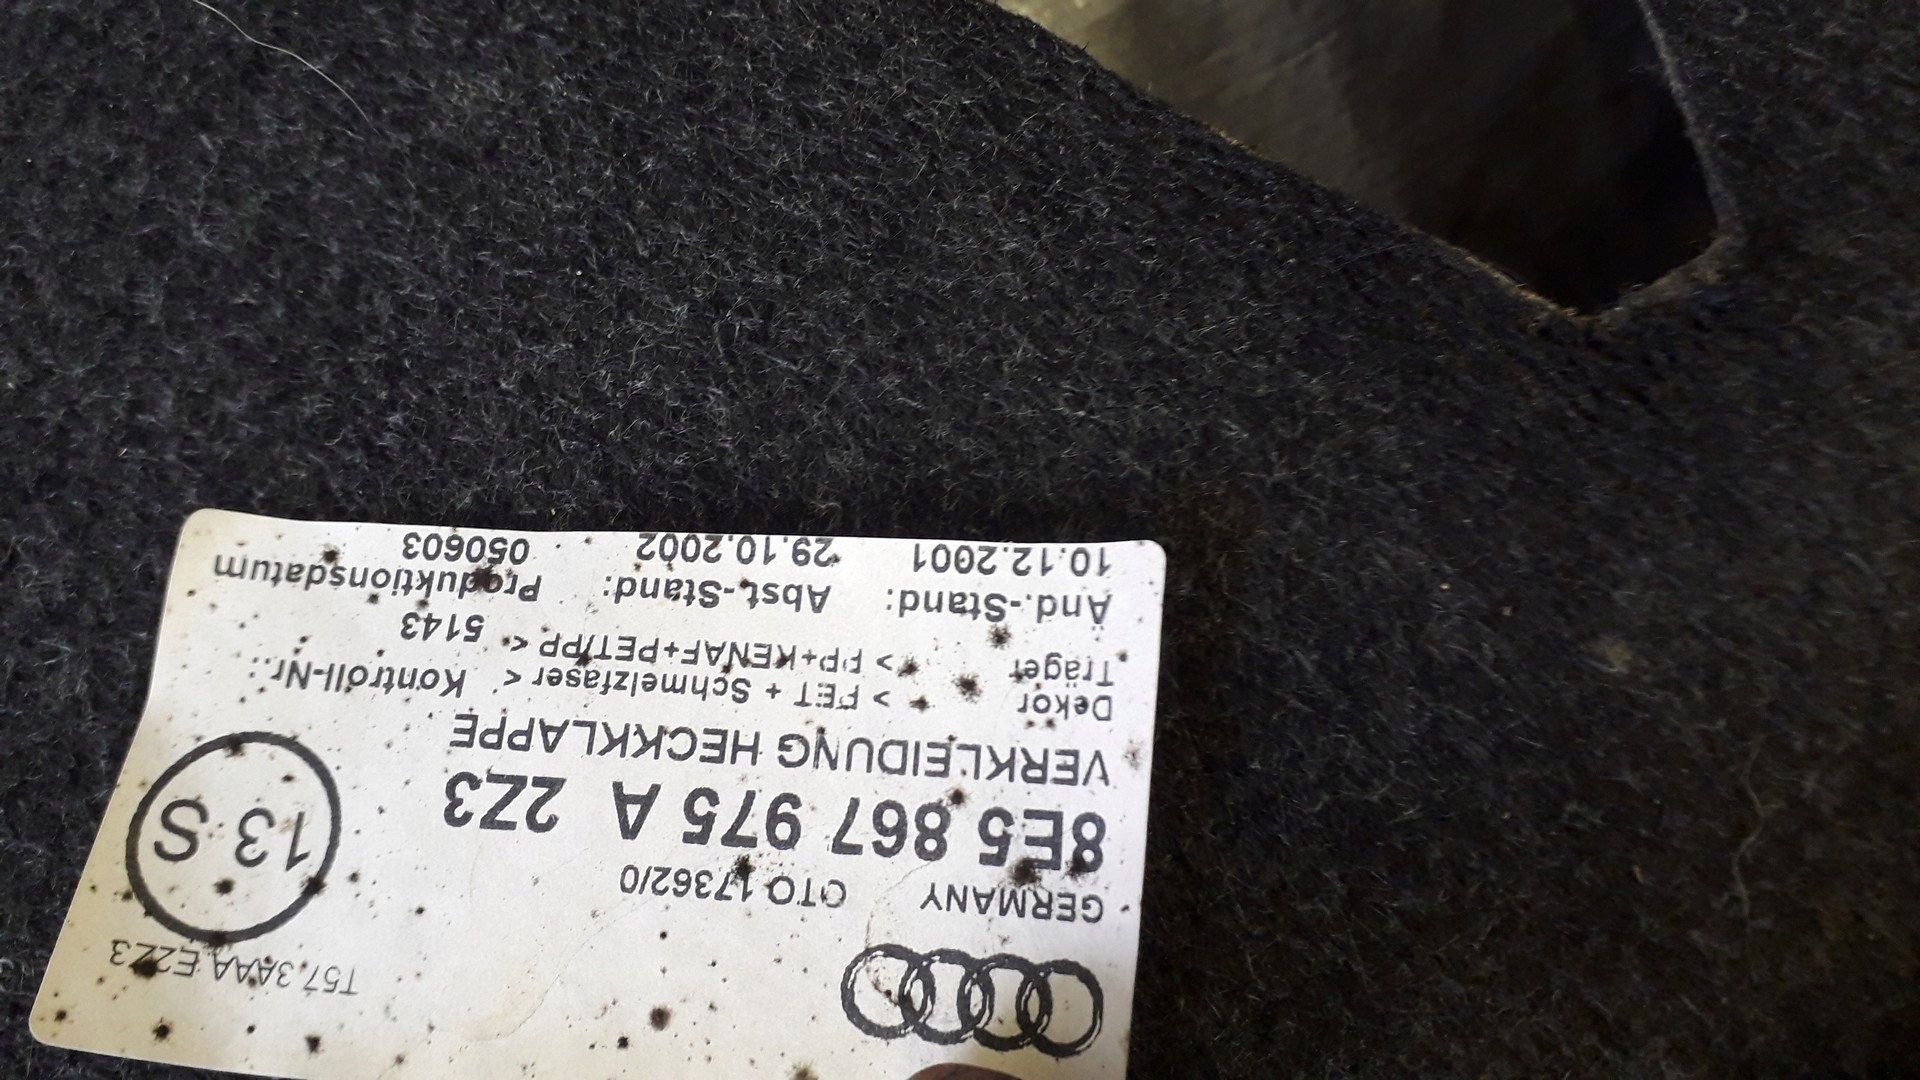 T57 3AAA E2Z3
GERMANY OTO 17362/0
8E5 867 975 A 2Z3
13 S
VERKLEIDUNG HECKKLAPPE
Dekor > PET + Schmelzfaser < Kontroll-Nr.:
Träger > PP+KENAF+PET/PP < 5143
Änd.-Stand: Abst.-Stand: Produktionsdatum
10.12.2001 29.10.2002 050603